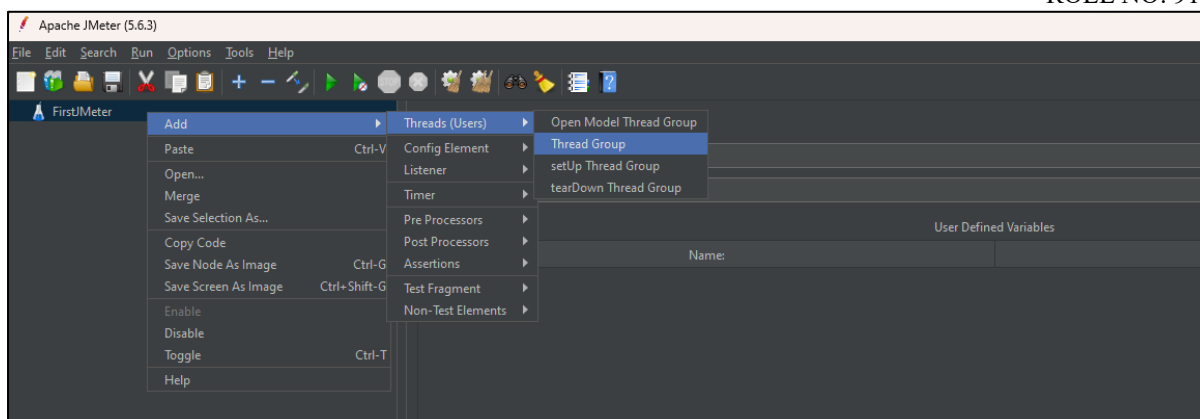 ROLL NO: 91
Apache JMeter (5.6.3)
File Edit Search Run Options Tools Help
FirstJMeter
Add
Paste Ctrl-V
Open...
Merge
Save Selection As...
Copy Code
Save Node As Image Ctrl-G
Save Screen As Image Ctrl+Shift-G
Enable
Disable
Toggle Ctrl-T
Help
Threads (Users)
Config Element
Listener
Timer
Pre Processors
Post Processors
Assertions
Test Fragment
Non-Test Elements
Open Model Thread Group
Thread Group
setUp Thread Group
tearDown Thread Group
User Defined Variables
Name: